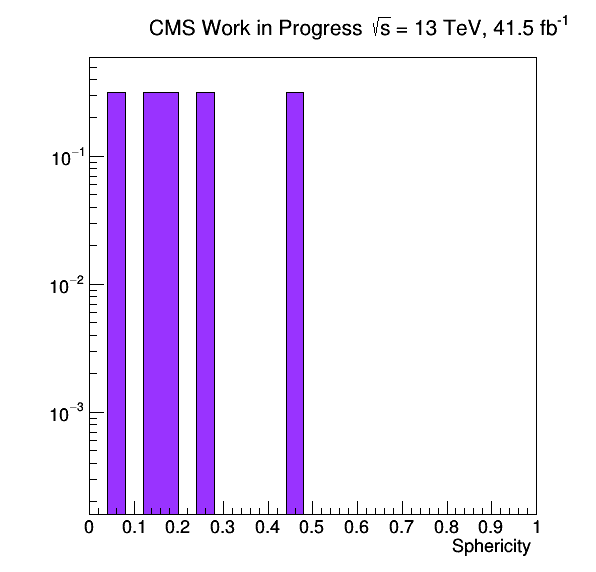 CMS Work in Progress √s = 13 TeV, 41.5 fb⁻¹
10⁻¹
10⁻²
10⁻³
0 0.1 0.2 0.3 0.4 0.5 0.6 0.7 0.8 0.9 1
Sphericity